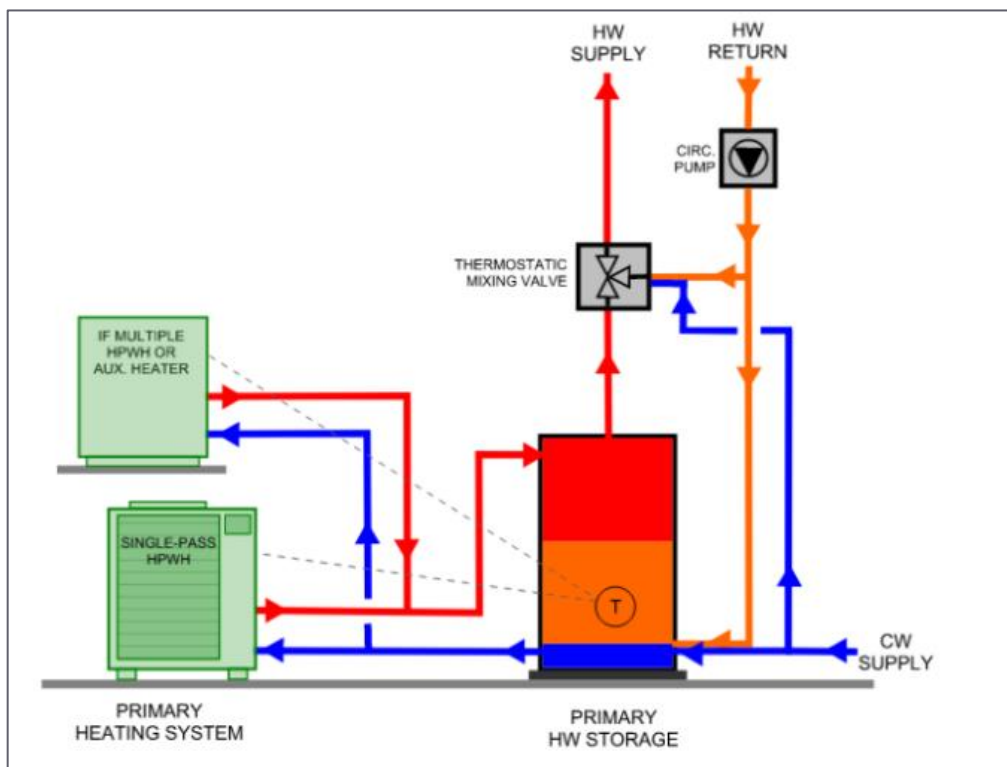 HW
SUPPLY
HW
RETURN
CIRC.
PUMP
THERMOSTATIC
MIXING VALVE
IF MULTIPLE
HPWH OR
AUX. HEATER
SINGLE-PASS
HPWH
T
CW
SUPPLY
PRIMARY
HEATING SYSTEM
PRIMARY
HW STORAGE